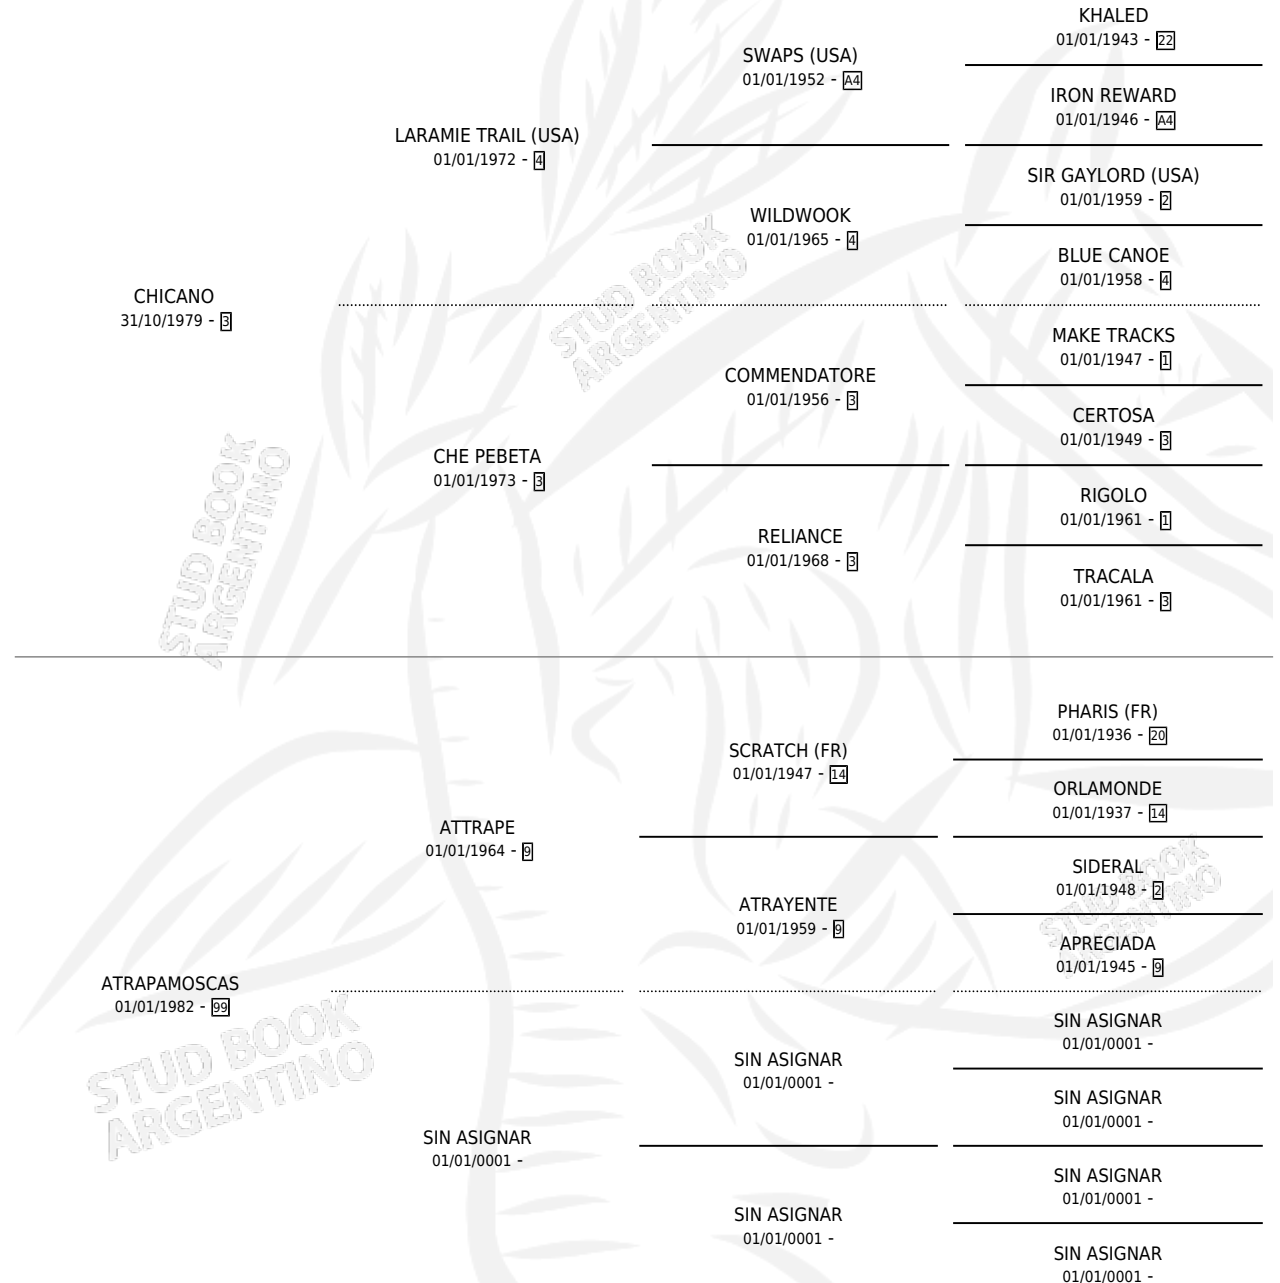 KHALED
01/01/1943 - 22
SWAPS (USA)
01/01/1952 - A4
IRON REWARD
01/01/1946 - A4
LARAMIE TRAIL (USA)
01/01/1972 - 4
SIR GAYLORD (USA)
01/01/1959 - 2
WILDWOOK
01/01/1965 - 4
BLUE CANOE
01/01/1958 - 4
CHICANO
31/10/1979 - 3
MAKE TRACKS
01/01/1947 - 1
COMMENDATORE
01/01/1956 - 3
CERTOSA
01/01/1949 - 3
CHE PEBETA
01/01/1973 - 3
RIGOLO
01/01/1961 - 1
RELIANCE
01/01/1968 - 3
TRACALA
01/01/1961 - 3
STUD BOOK
ARGENTINO
STUD BOOK
ARGENTINO
PHARIS (FR)
01/01/1936 - 20
SCRATCH (FR)
01/01/1947 - 14
ORLAMONDE
01/01/1937 - 14
ATTRAPE
01/01/1964 - 9
SIDERAL
01/01/1948 - 2
ATRAYENTE
01/01/1959 - 9
APRECIADA
01/01/1945 - 9
STUD BOOK
ARGENTINO
ATRAPAMOSCAS
01/01/1982 - 99
SIN ASIGNAR
01/01/0001 -
SIN ASIGNAR
01/01/0001 -
SIN ASIGNAR
01/01/0001 -
SIN ASIGNAR
01/01/0001 -
SIN ASIGNAR
01/01/0001 -
SIN ASIGNAR
01/01/0001 -
SIN ASIGNAR
01/01/0001 -
STUD BOOK
ARGENTINO